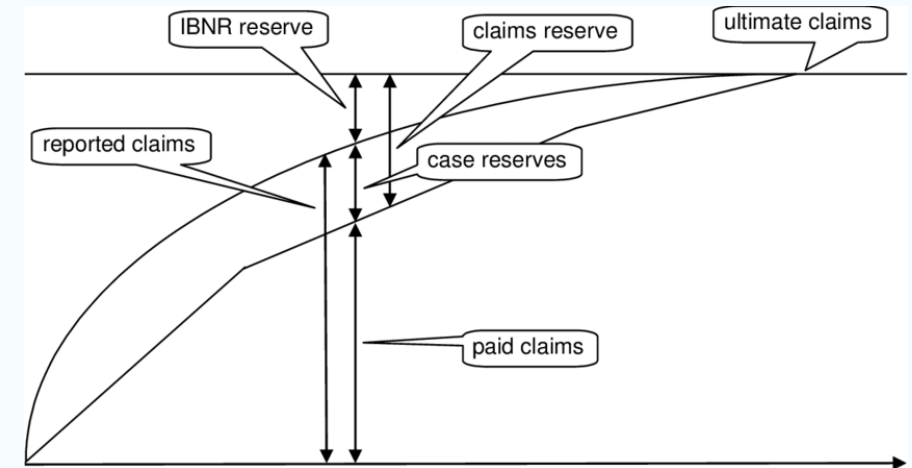 IBNR reserve
claims reserve
ultimate claims
reported claims
case reserves
paid claims